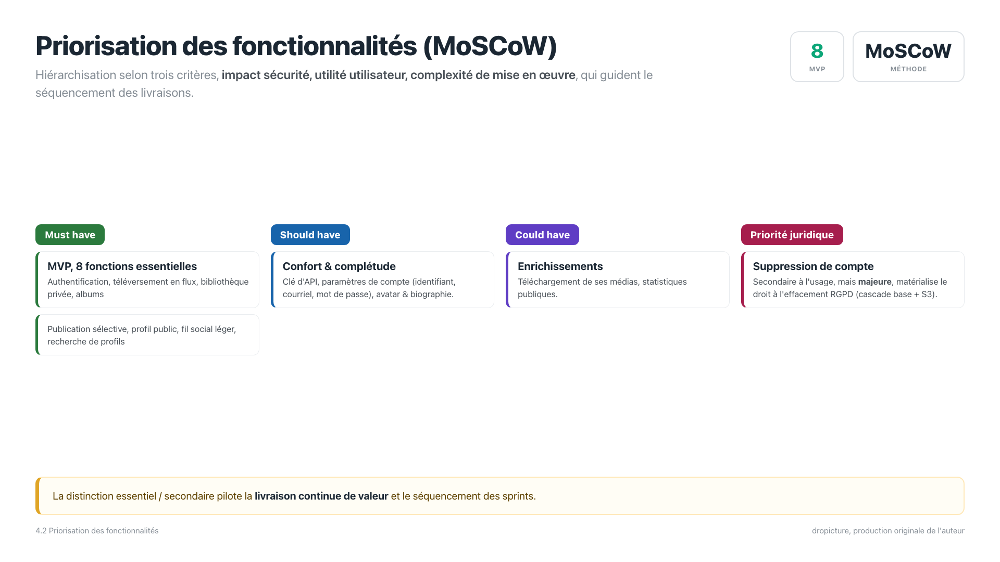 Priorisation des fonctionnalités (MoSCoW)
Hiérarchisation selon trois critères, impact sécurité, utilité utilisateur, complexité de mise en œuvre, qui guident le
séquencement des livraisons.
8
MVP
MoSCoW
MÉTHODE
Must have
MVP, 8 fonctions essentielles
Authentification, téléversement en flux, bibliothèque
privée, albums
Publication sélective, profil public, fil social léger,
recherche de profils
Should have
Confort & complétude
Clé d'API, paramètres de compte (identifiant,
courriel, mot de passe), avatar & biographie.
Could have
Enrichissements
Téléchargement de ses médias, statistiques
publiques.
Priorité juridique
Suppression de compte
Secondaire à l'usage, mais majeure, matérialise le
droit à l'effacement RGPD (cascade base + S3).
La distinction essentiel / secondaire pilote la livraison continue de valeur et le séquencement des sprints.
4.2 Priorisation des fonctionnalités
dropicture, production originale de l'auteur